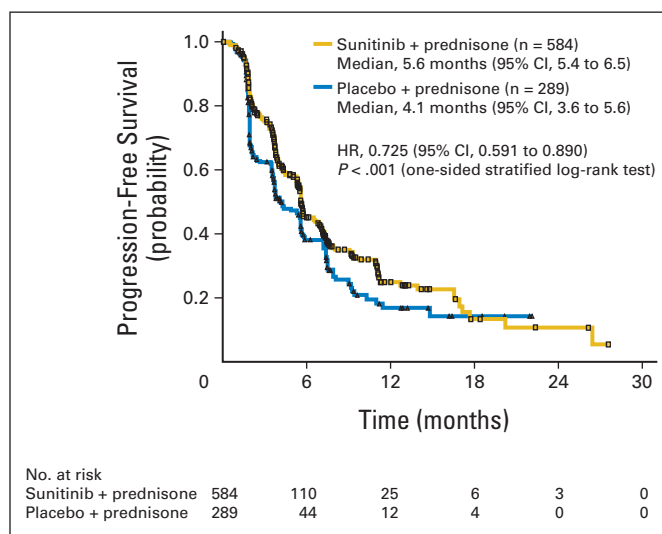 Sunitinib + prednisone (n = 584)
Median, 5.6 months (95% CI, 5.4 to 6.5)
Placebo + prednisone (n = 289)
Median, 4.1 months (95% CI, 3.6 to 5.6)
HR, 0.725 (95% CI, 0.591 to 0.890)
P < .001 (one-sided stratified log-rank test)
Progression-Free Survival
(probability)
1.0
0.8
0.6
0.4
0.2
0 6 12 18 24 30
Time (months)
No. at risk
Sunitinib + prednisone 584 110 25 6 3 0
Placebo + prednisone 289 44 12 4 0 0